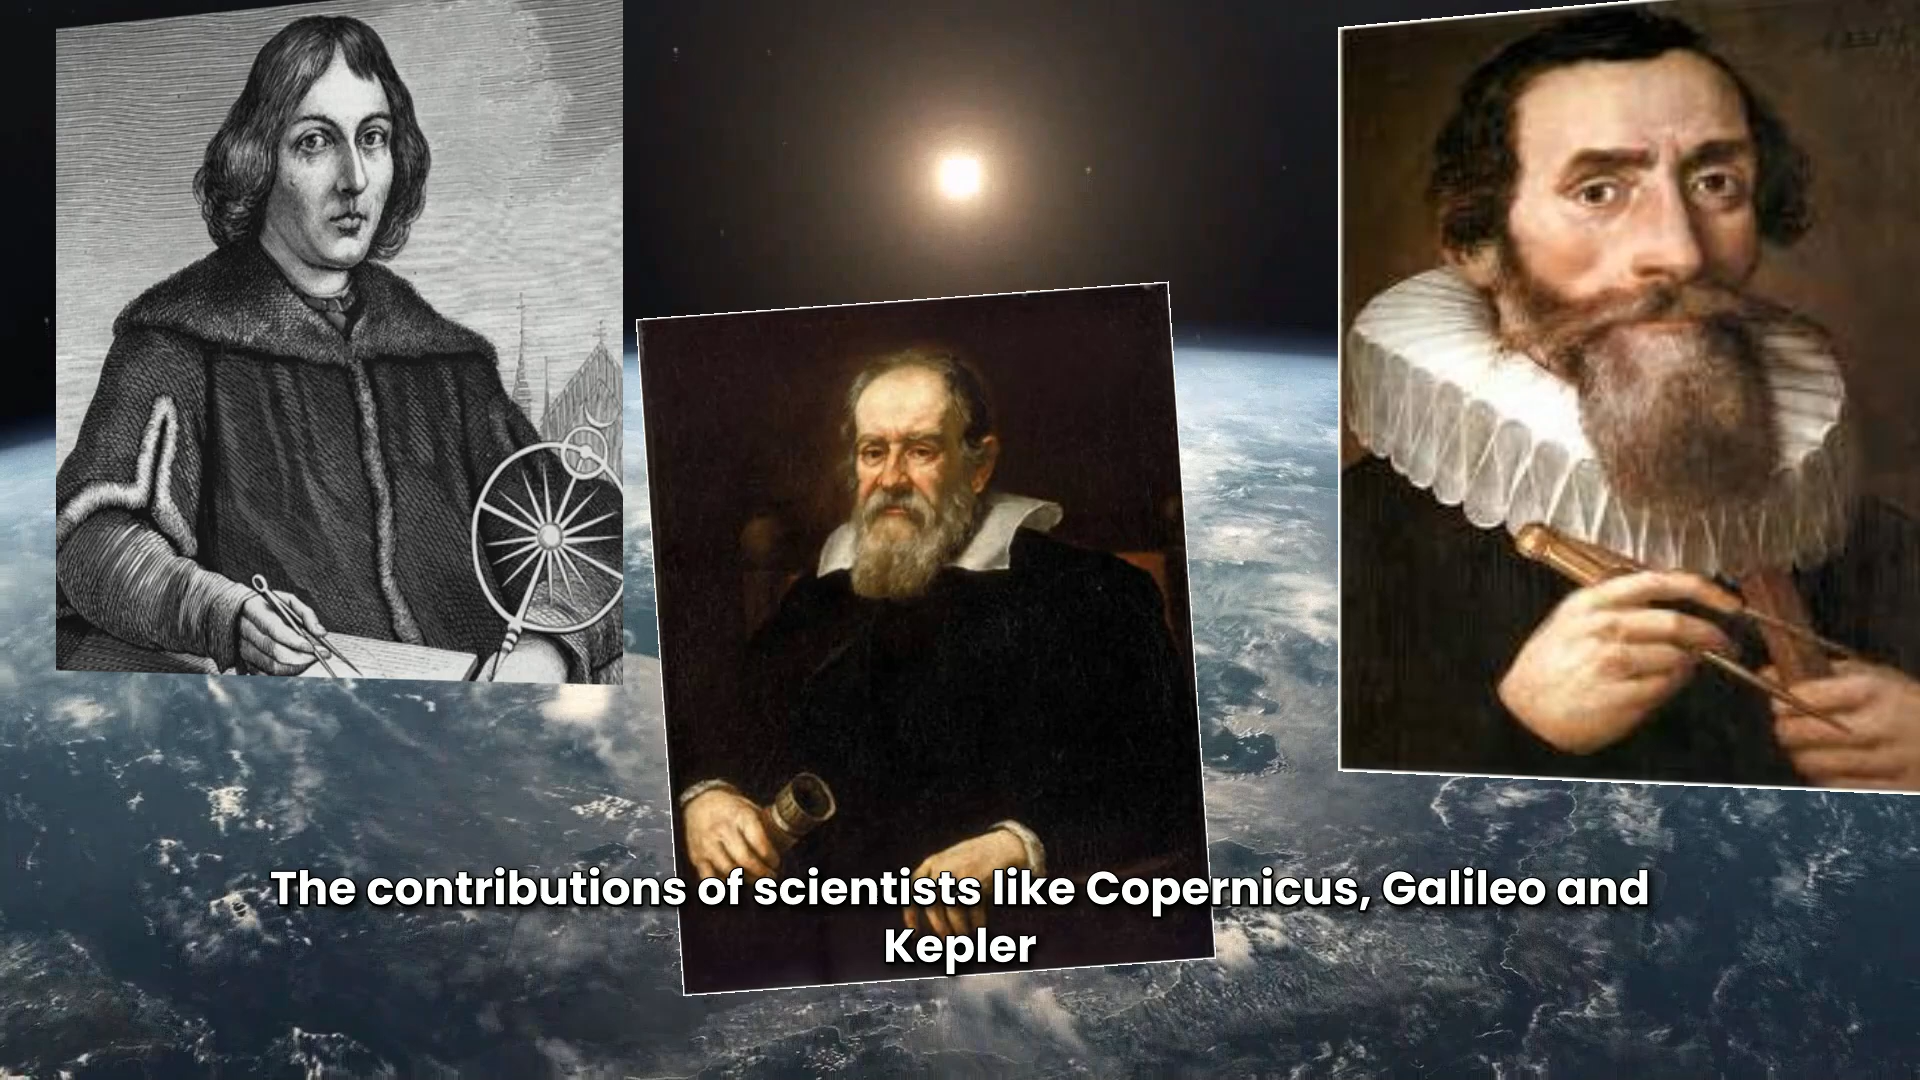 The contributions of scientists like Copernicus, Galileo and
Kepler